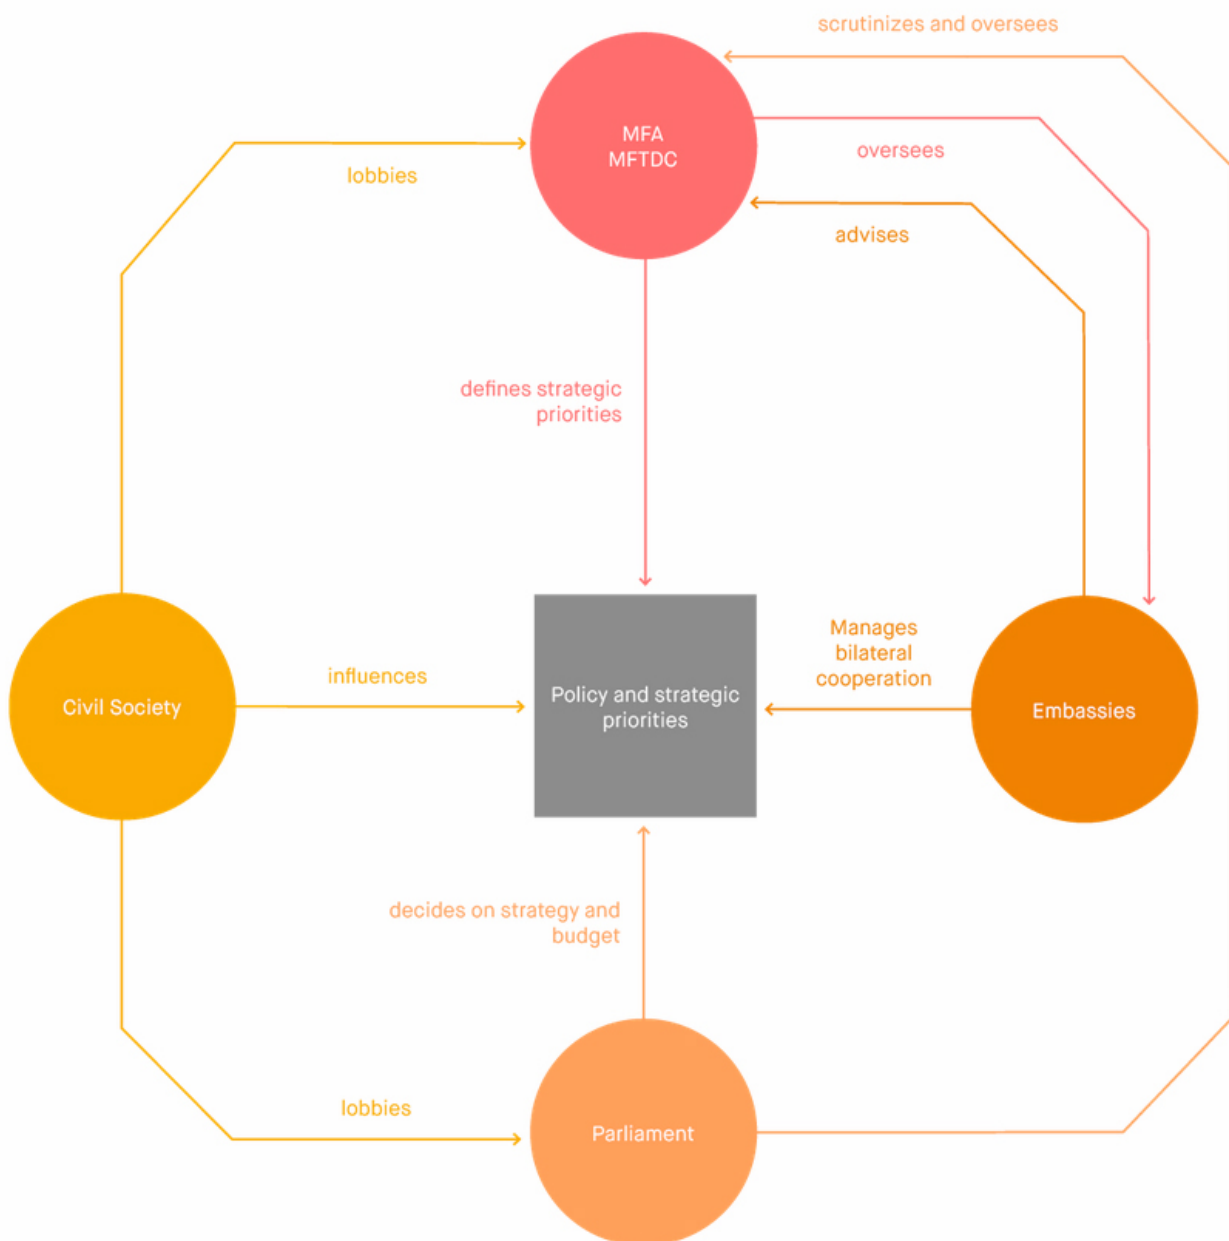 scrutinizes and oversees
MFA
MFTDC
oversees
lobbies
advises
defines strategic
priorities
Manages
bilateral
cooperation
influences
Civil Society
Policy and strategic
priorities
Embassies
decides on strategy and
budget
lobbies
Parliament